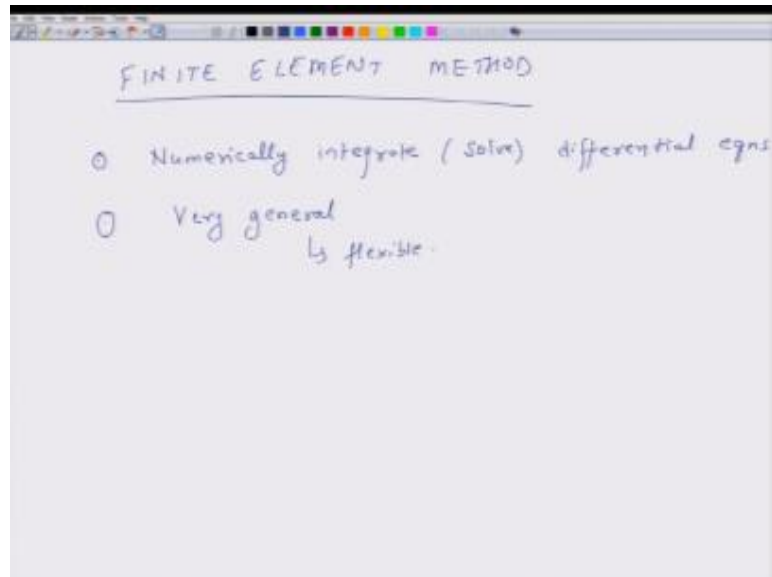 FINITE ELEMENT METHOD
o Numerically integrate (solve) differential eqns
o Very general
↳ flexible.